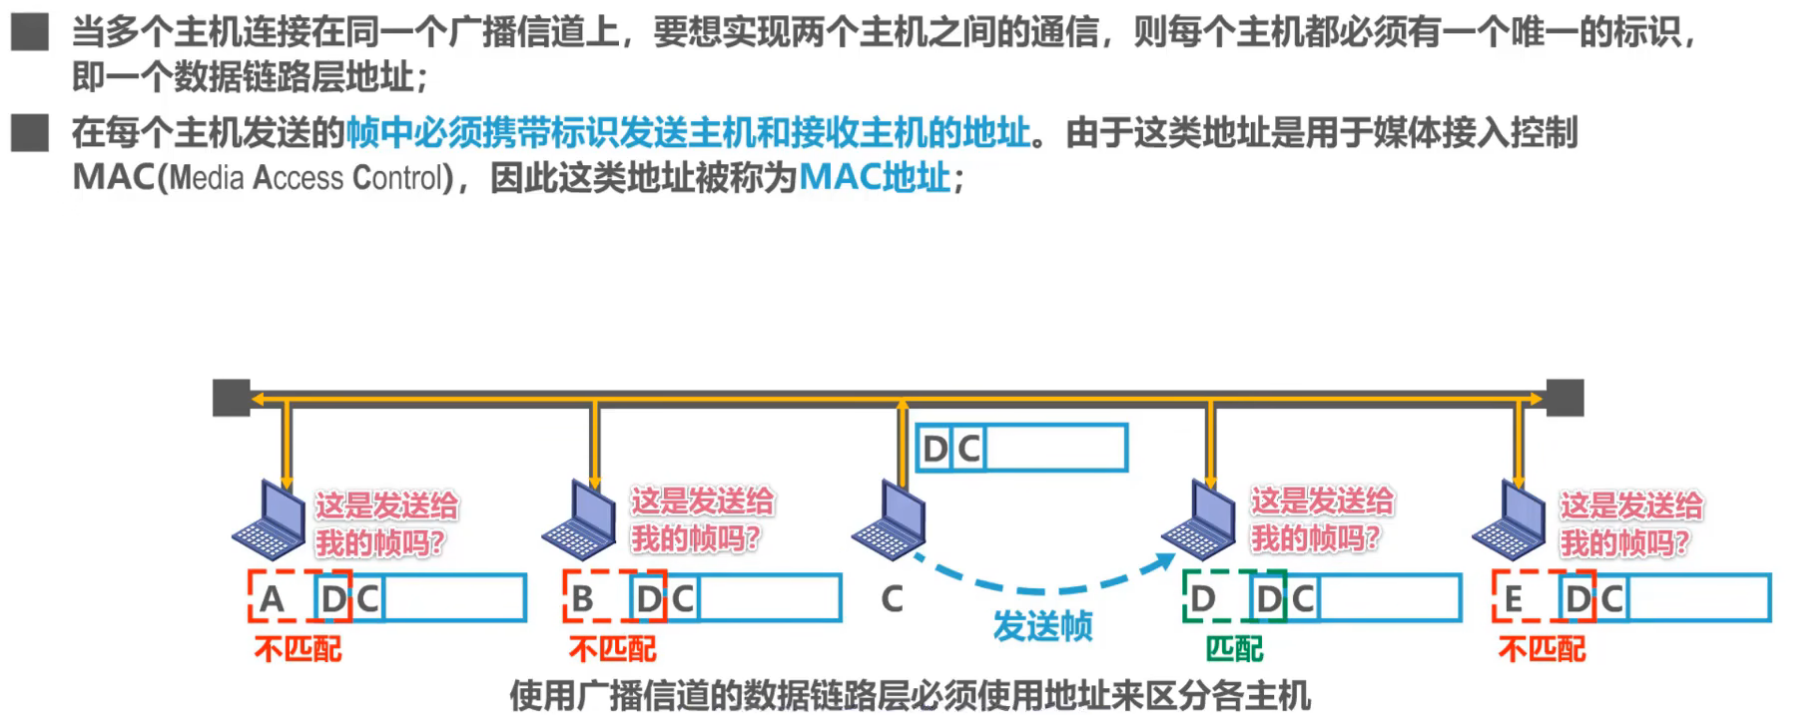 当多个主机连接在同一个广播信道上，要想实现两个主机之间的通信，则每个主机都必须有一个唯一的标识，
即一个数据链路层地址；
在每个主机发送的帧中必须携带标识发送主机和接收主机的地址。由于这类地址是用于媒体接入控制
MAC(Media Access Control)，因此这类地址被称为MAC地址；
D C
这是发送给
我的帧吗？
这是发送给
我的帧吗？
这是发送给
我的帧吗？
这是发送给
我的帧吗？
A D C
B D C
C
D D C
E D C
发送帧
不匹配
不匹配
匹配
不匹配
使用广播信道的数据链路层必须使用地址来区分各主机